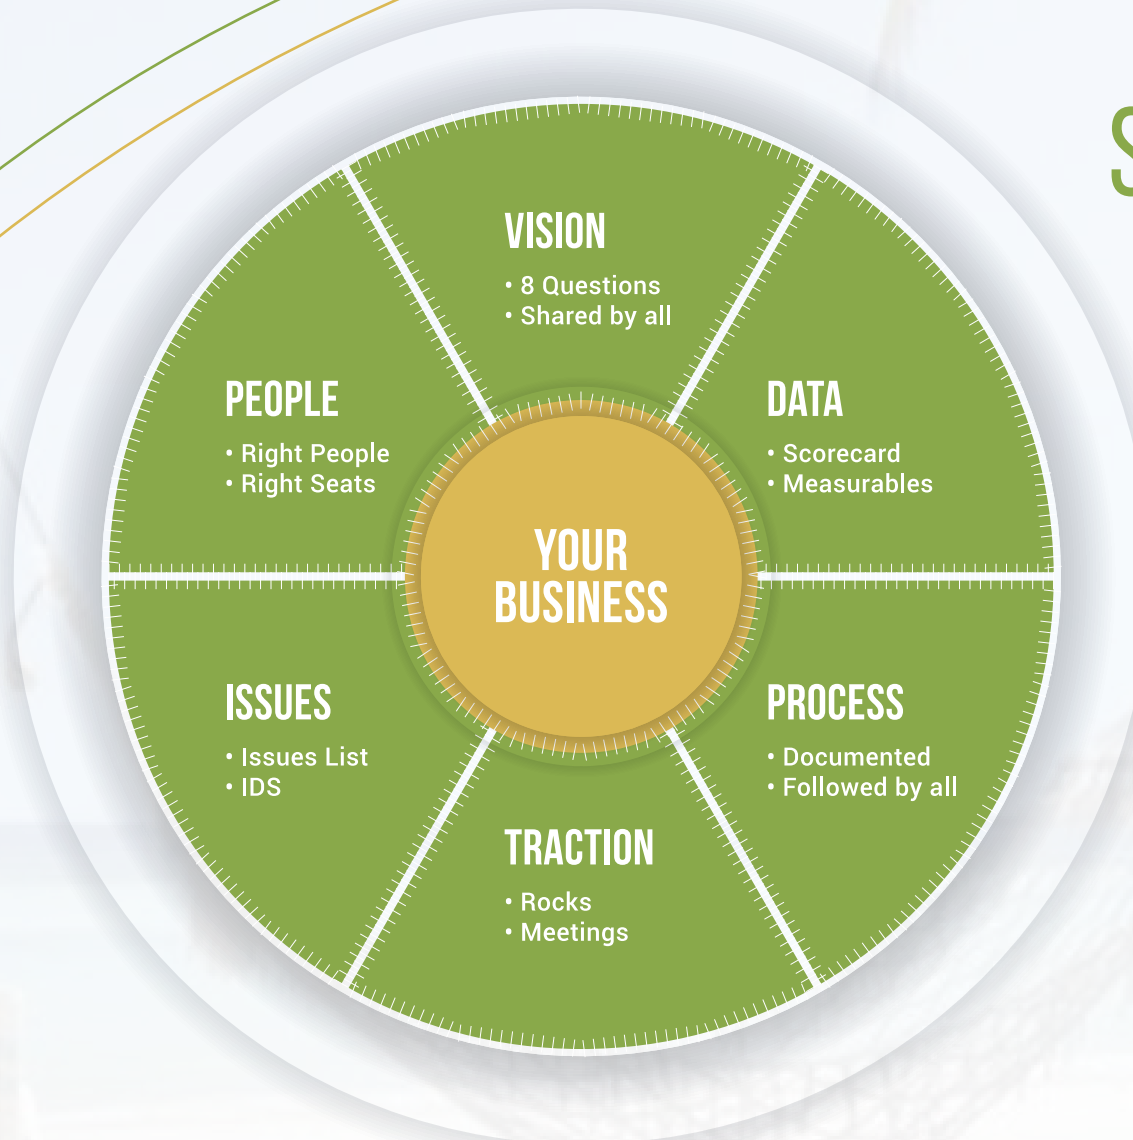 VISION
• 8 Questions
• Shared by all
PEOPLE
• Right People
• Right Seats
DATA
• Scorecard
• Measurables
YOUR
BUSINESS
ISSUES
• Issues List
• IDS
PROCESS
• Documented
• Followed by all
TRACTION
• Rocks
• Meetings
S